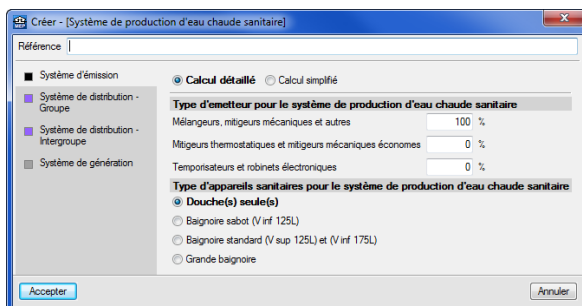 Créer - [Système de production d'eau chaude sanitaire]
Référence
Système d'émission
Système de distribution -
Groupe
Système de distribution -
Intergroupe
Système de génération
Calcul détaillé Calcul simplifié
Type d'emetteur pour le système de production d'eau chaude sanitaire
Mélangeurs, mitigeurs mécaniques et autres 100 %
Mitigeurs thermostatiques et mitigeurs mécaniques économes 0 %
Temporisateurs et robinets électroniques 0 %
Type d'appareils sanitaires pour le système de production d'eau chaude sanitaire
Douche(s) seule(s)
Baignoire sabot (V inf 125L)
Baignoire standard (V sup 125L) et (V inf 175L)
Grande baignoire
Accepter Annuler